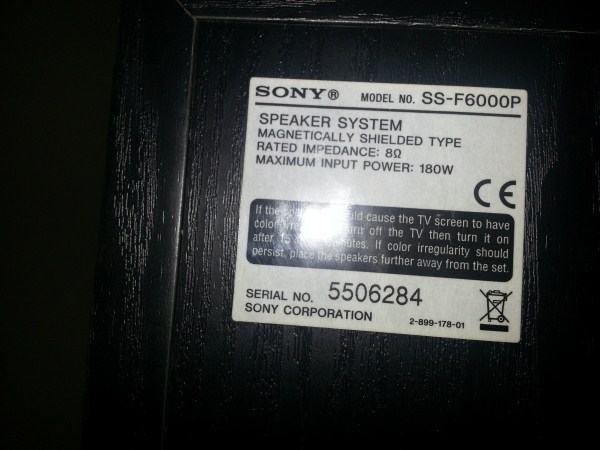 SONY® MODEL NO. SS-F6000P
SPEAKER SYSTEM
MAGNETICALLY SHIELDED TYPE
RATED IMPEDANCE: 8Ω
MAXIMUM INPUT POWER: 180W
CE
If the should cause the TV screen to have
turn off the TV then turn it on
after 15 minutes. If color irregularity should
persist, place the speakers further away from the set.
SERIAL NO. 5506284
SONY CORPORATION 2-899-178-01